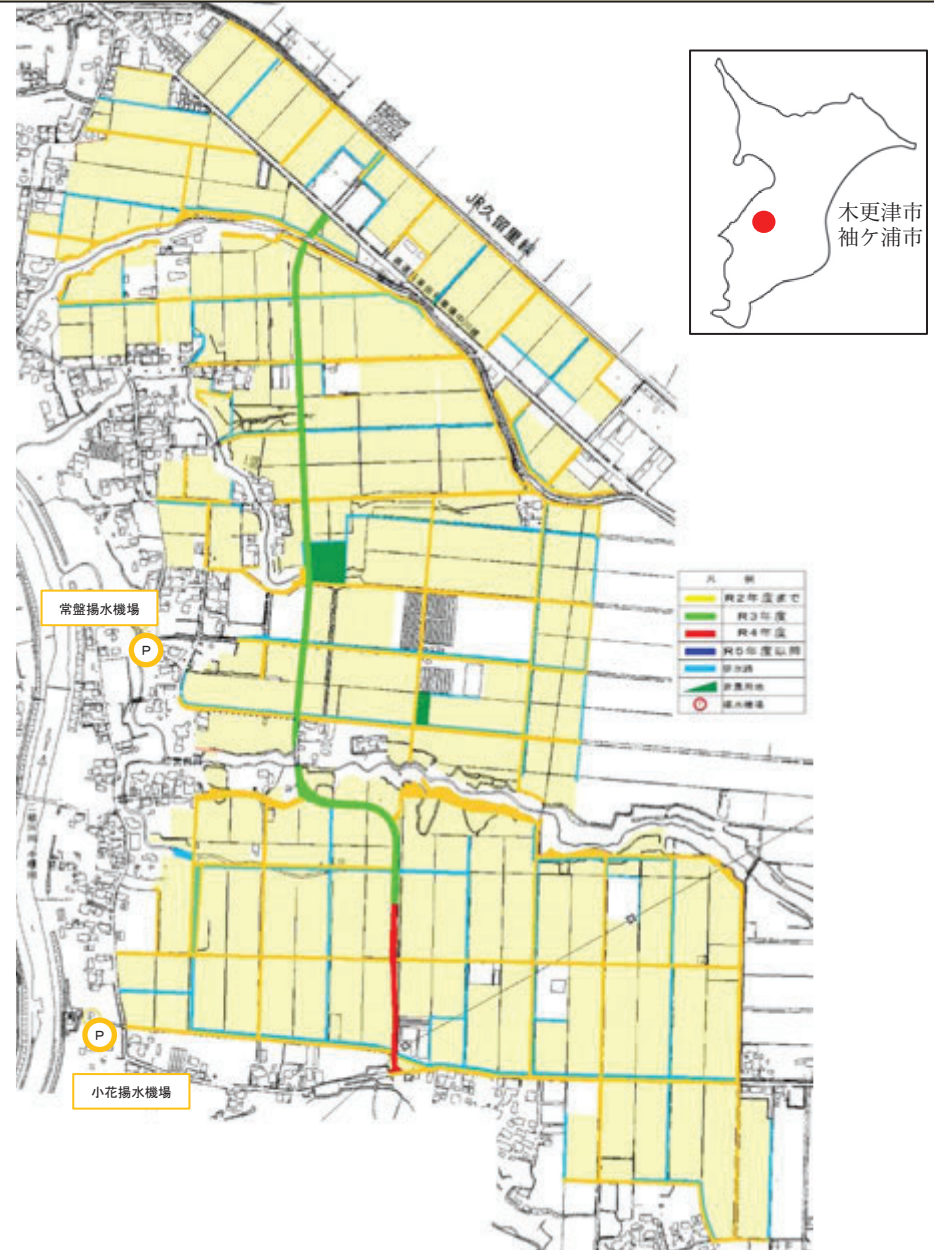 JR久留里線
木更津市
袖ケ浦市
常盤揚水機場
P
凡 例
R2年度まで
R3年度
R4年度
R5年度以降
排水路
非農用地
P 揚水機場
P
小花揚水機場